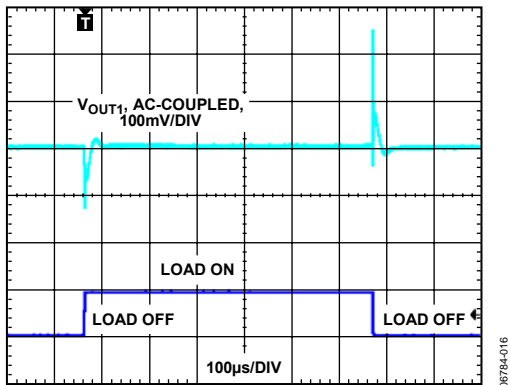 T
VOUT1, AC-COUPLED,
100mV/DIV
LOAD ON
LOAD OFF
LOAD OFF
100µs/DIV
06784-016